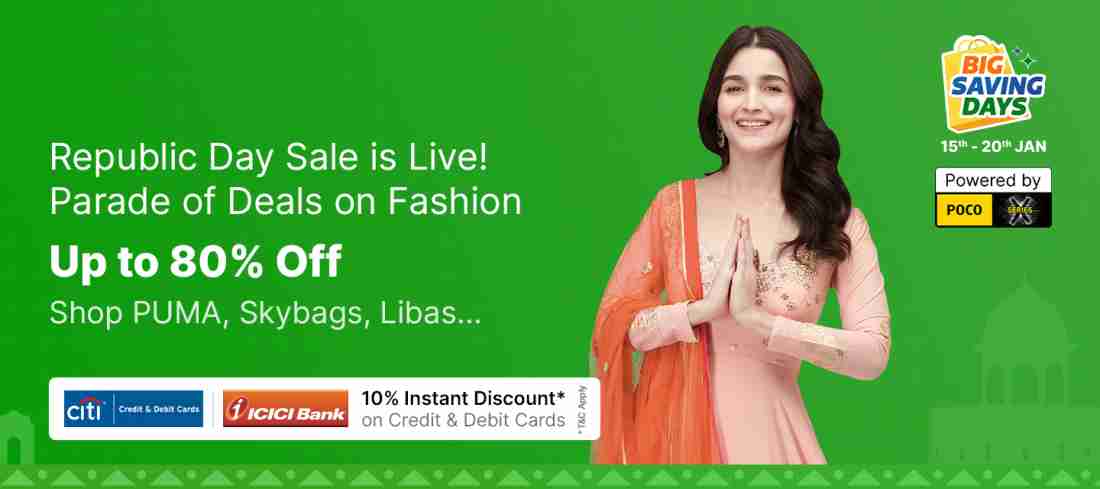 Republic Day Sale is Live!
Parade of Deals on Fashion
Up to 80% Off
Shop PUMA, Skybags, Libas...
citi Credit & Debit Cards
ICICI Bank
10% Instant Discount*
on Credit & Debit Cards
*T&C Apply
BIG
SAVING
DAYS
15th - 20th JAN
Powered by
POCO
X SERIES